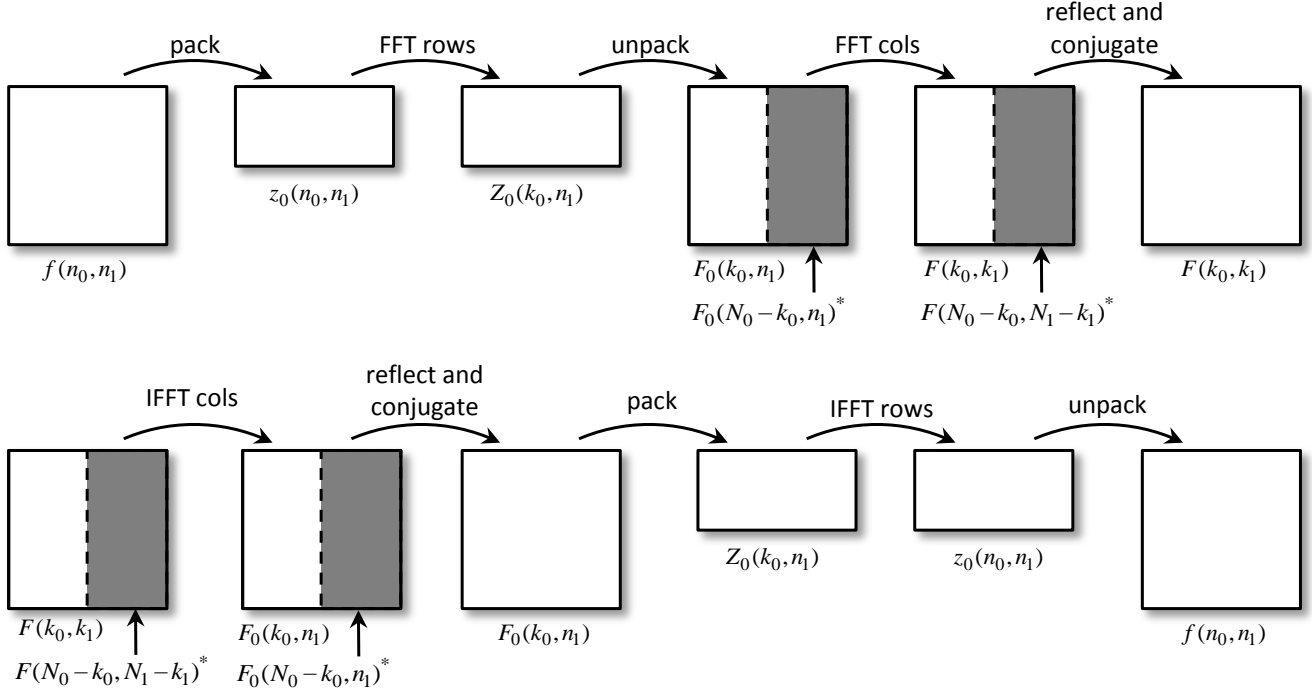 reflect and
conjugate
pack
FFT rows
unpack
FFT cols
f(n₀,n₁)
z₀(n₀,n₁)
Z₀(k₀,n₁)
F₀(k₀,n₁)
F₀(N₀−k₀,n₁)*
F(k₀,k₁)
F(N₀−k₀,N₁−k₁)*
F(k₀,k₁)
IFFT cols
reflect and
conjugate
pack
IFFT rows
unpack
F(k₀,k₁)
F(N₀−k₀,N₁−k₁)*
F₀(k₀,n₁)
F₀(N₀−k₀,n₁)*
F₀(k₀,n₁)
Z₀(k₀,n₁)
z₀(n₀,n₁)
f(n₀,n₁)